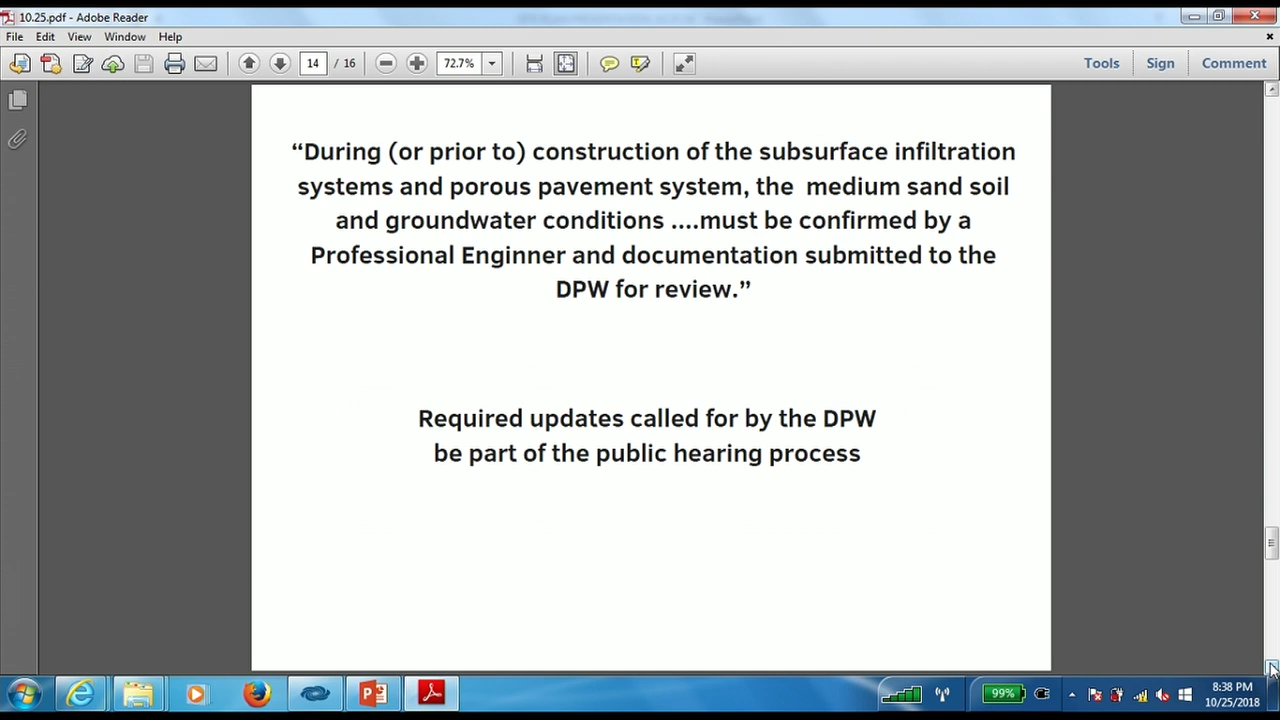 10.25.pdf - Adobe Reader
File Edit View Window Help
14 / 16 72.7% Tools Sign Comment
“During (or prior to) construction of the subsurface infiltration
systems and porous pavement system, the medium sand soil
and groundwater conditions ....must be confirmed by a
Professional Enginner and documentation submitted to the
DPW for review.”
Required updates called for by the DPW
be part of the public hearing process
99%
8:38 PM
10/25/2018